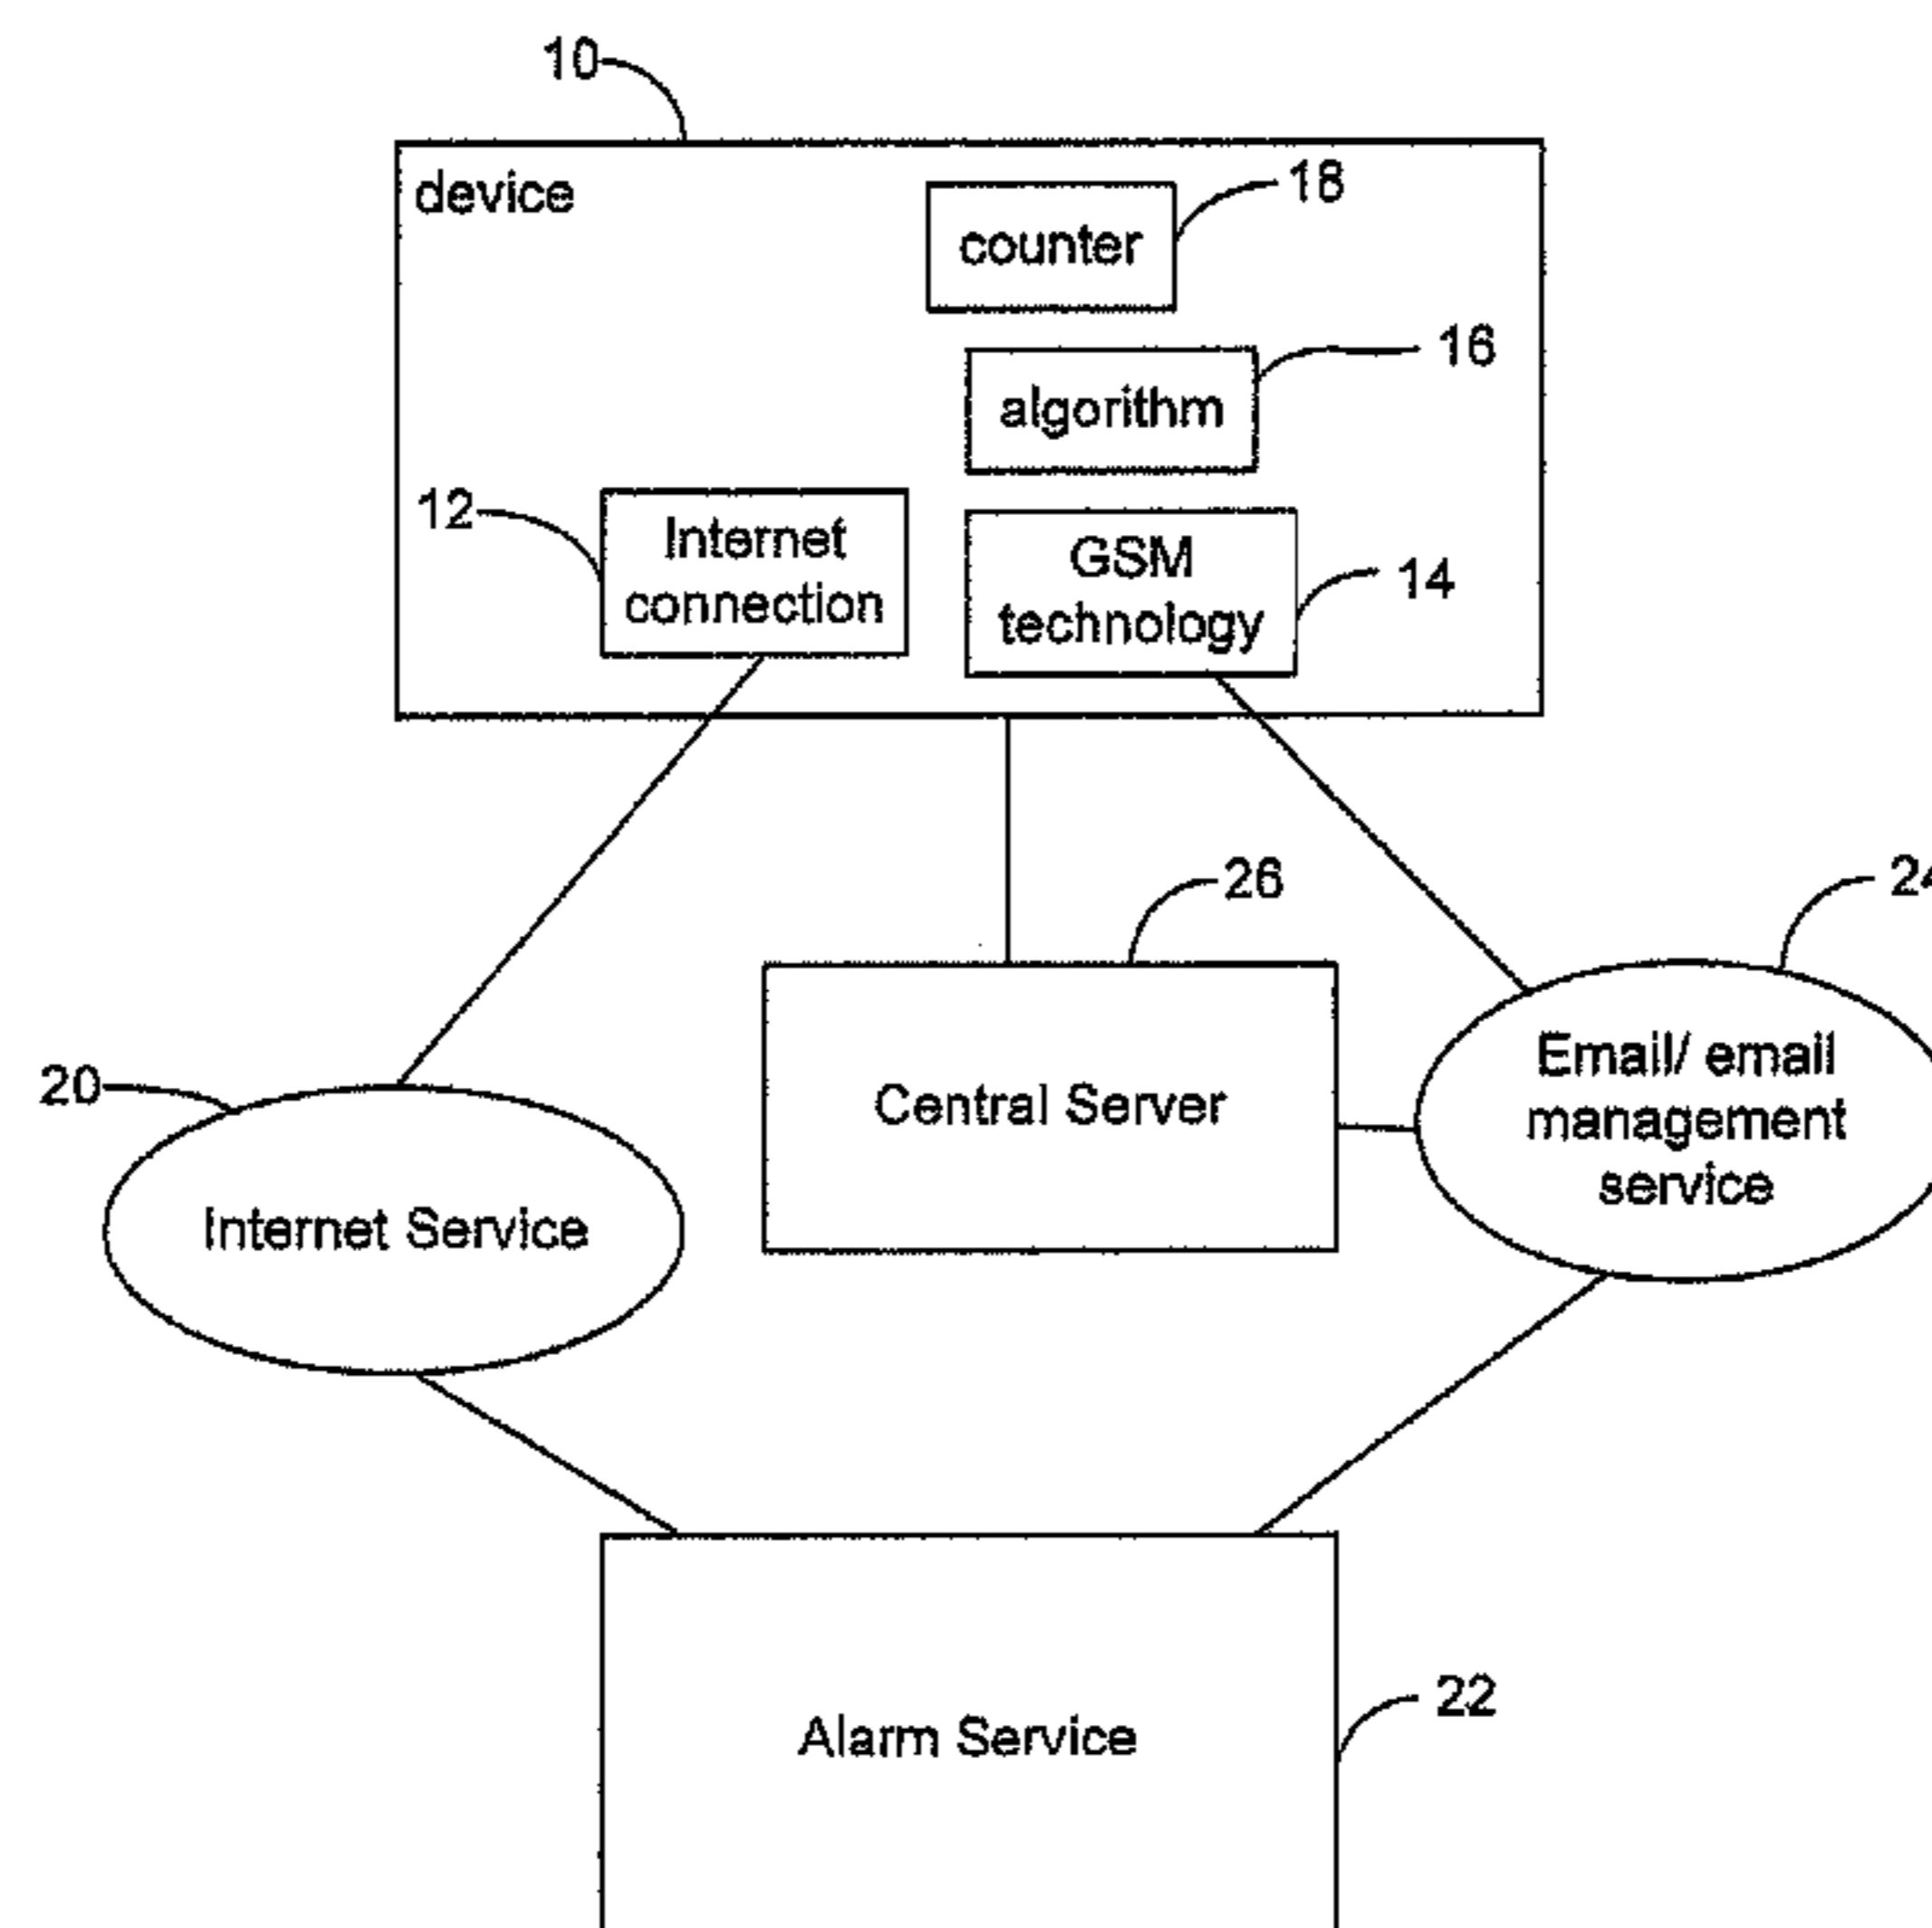 10
device
18
counter
16
algorithm
12
Internet
connection
GSM
technology
14
26
24
20
Central Server
Email/ email
management
service
Internet Service
22
Alarm Service